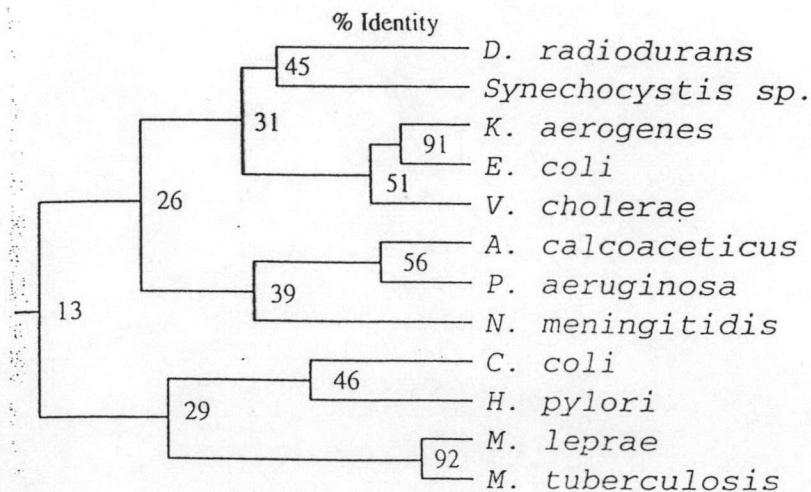 % Identity
D. radiodurans
45
Synechocystis sp.
31
K. aerogenes
91
E. coli
51
26
V. cholerae
A. calcoaceticus
56
P. aeruginosa
39
13
N. meningitidis
C. coli
46
29
H. pylori
M. leprae
92
M. tuberculosis